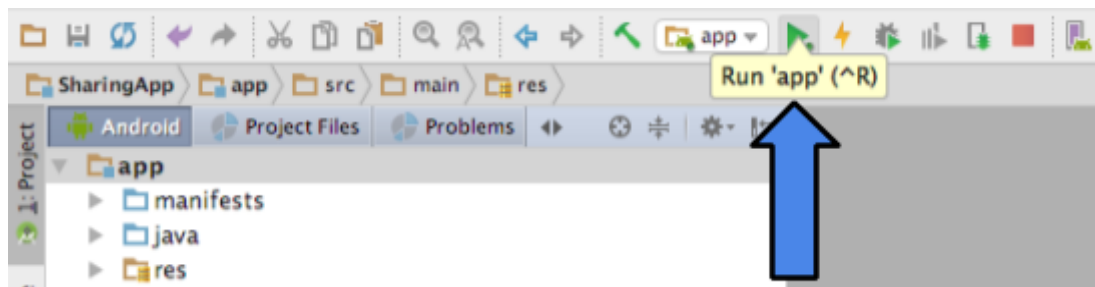 app
Run 'app' (^R)
SharingApp app src main res
Android Project Files Problems
1: Project
app
manifests
java
res